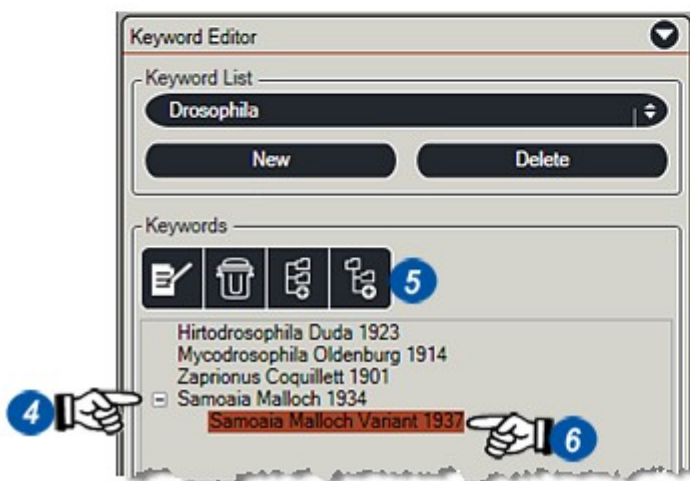 Keyword Editor
Keyword List
Drosophila
New Delete
Keywords
5
Hirtodrosophila Duda 1923
Mycodrosophila Oldenburg 1914
Zaprionus Coquillett 1901
4 Samoaia Malloch 1934
Samoaia Malloch Variant 1937 6